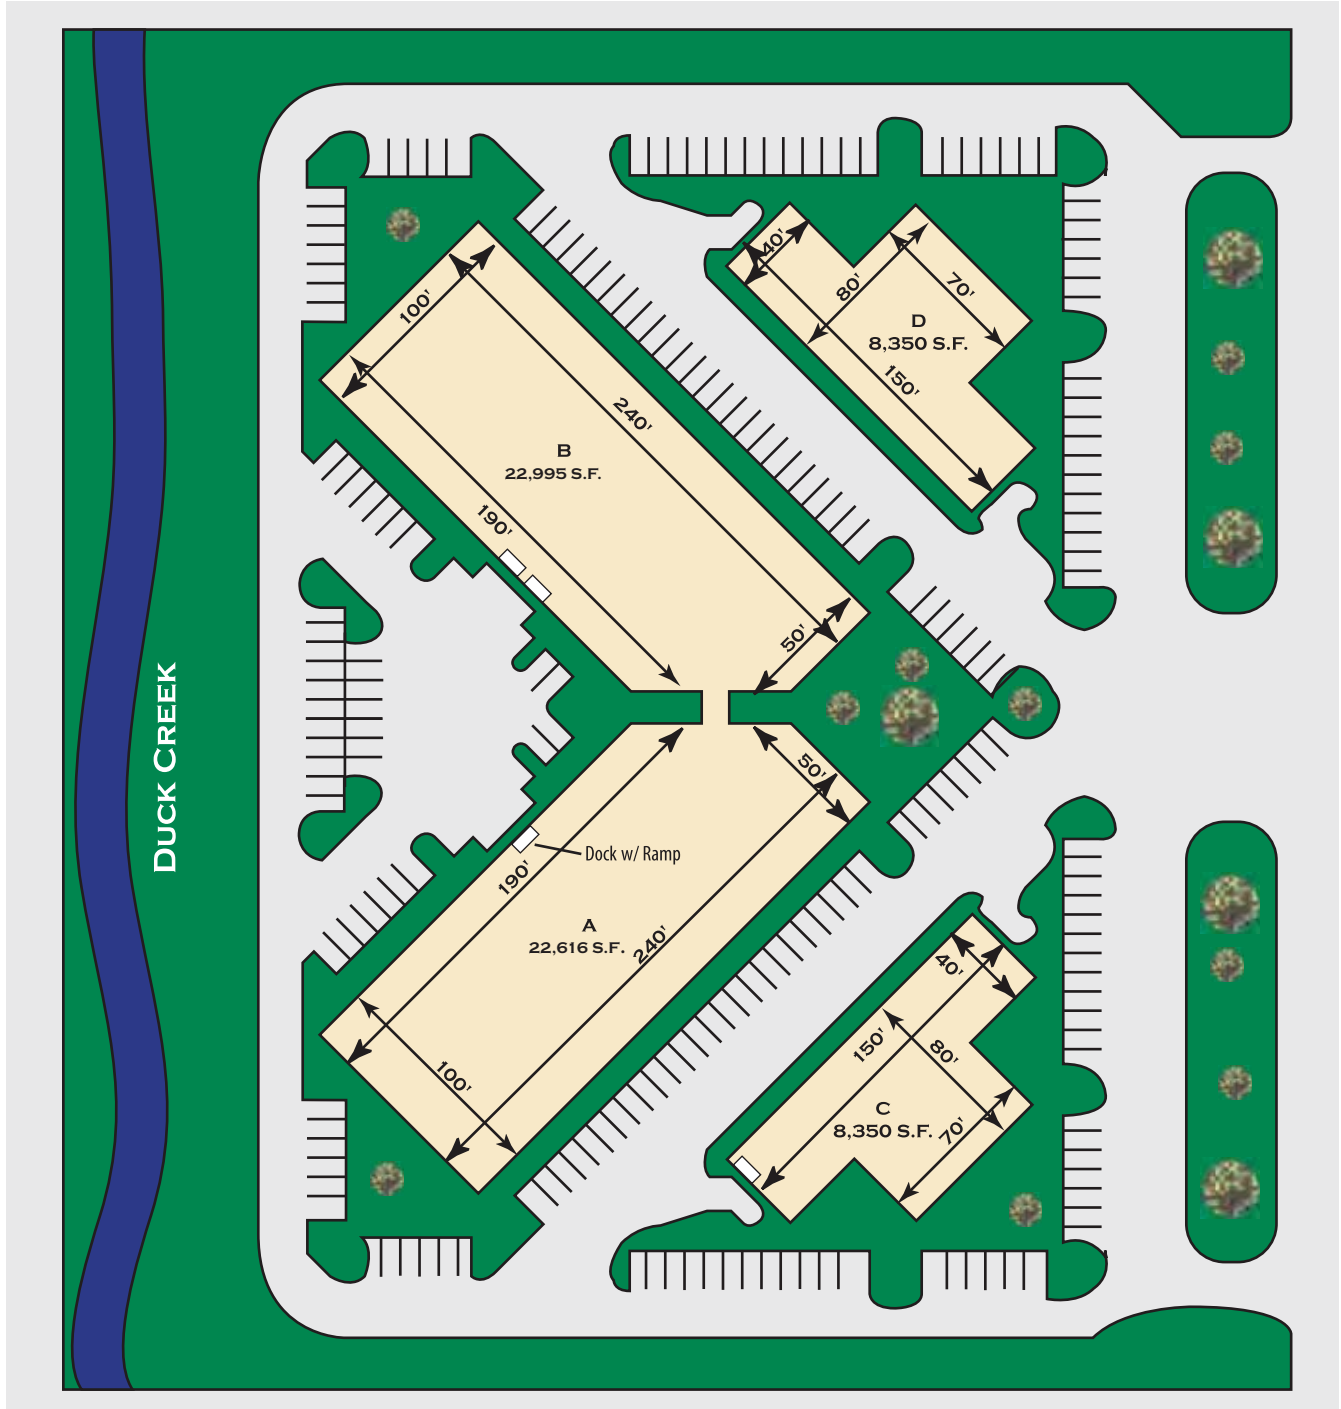 40'
80'
70'
D
8,350 S.F.
150'
100'
240'
B
22,995 S.F.
190'
50'
DUCK CREEK
50'
Dock w/ Ramp
190'
A
22,616 S.F.
240'
100'
40'
150'
80'
C
8,350 S.F.
70'